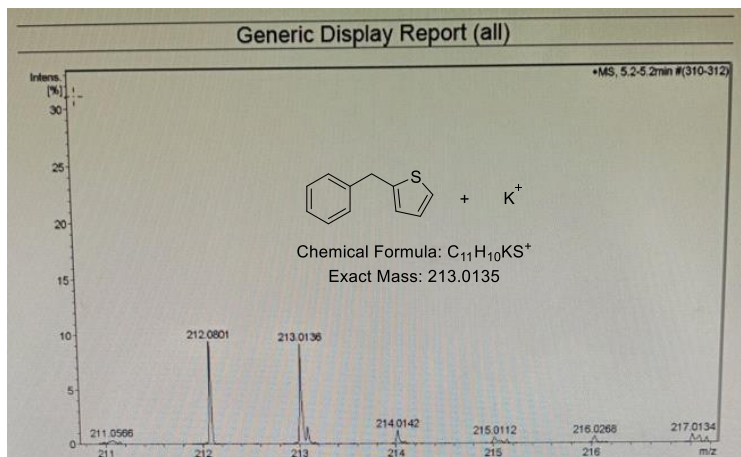 Generic Display Report (all)
Intens.
[%]
+MS, 5.2-5.2min #(310-312)
30
25
20
15
10
5
0
S
+ K+
Chemical Formula: C11H10KS+
Exact Mass: 213.0135
212.0801
213.0136
211.0566
214.0142
215.0112
216.0268
217.0134
211 212 213 214 215 216 m/z